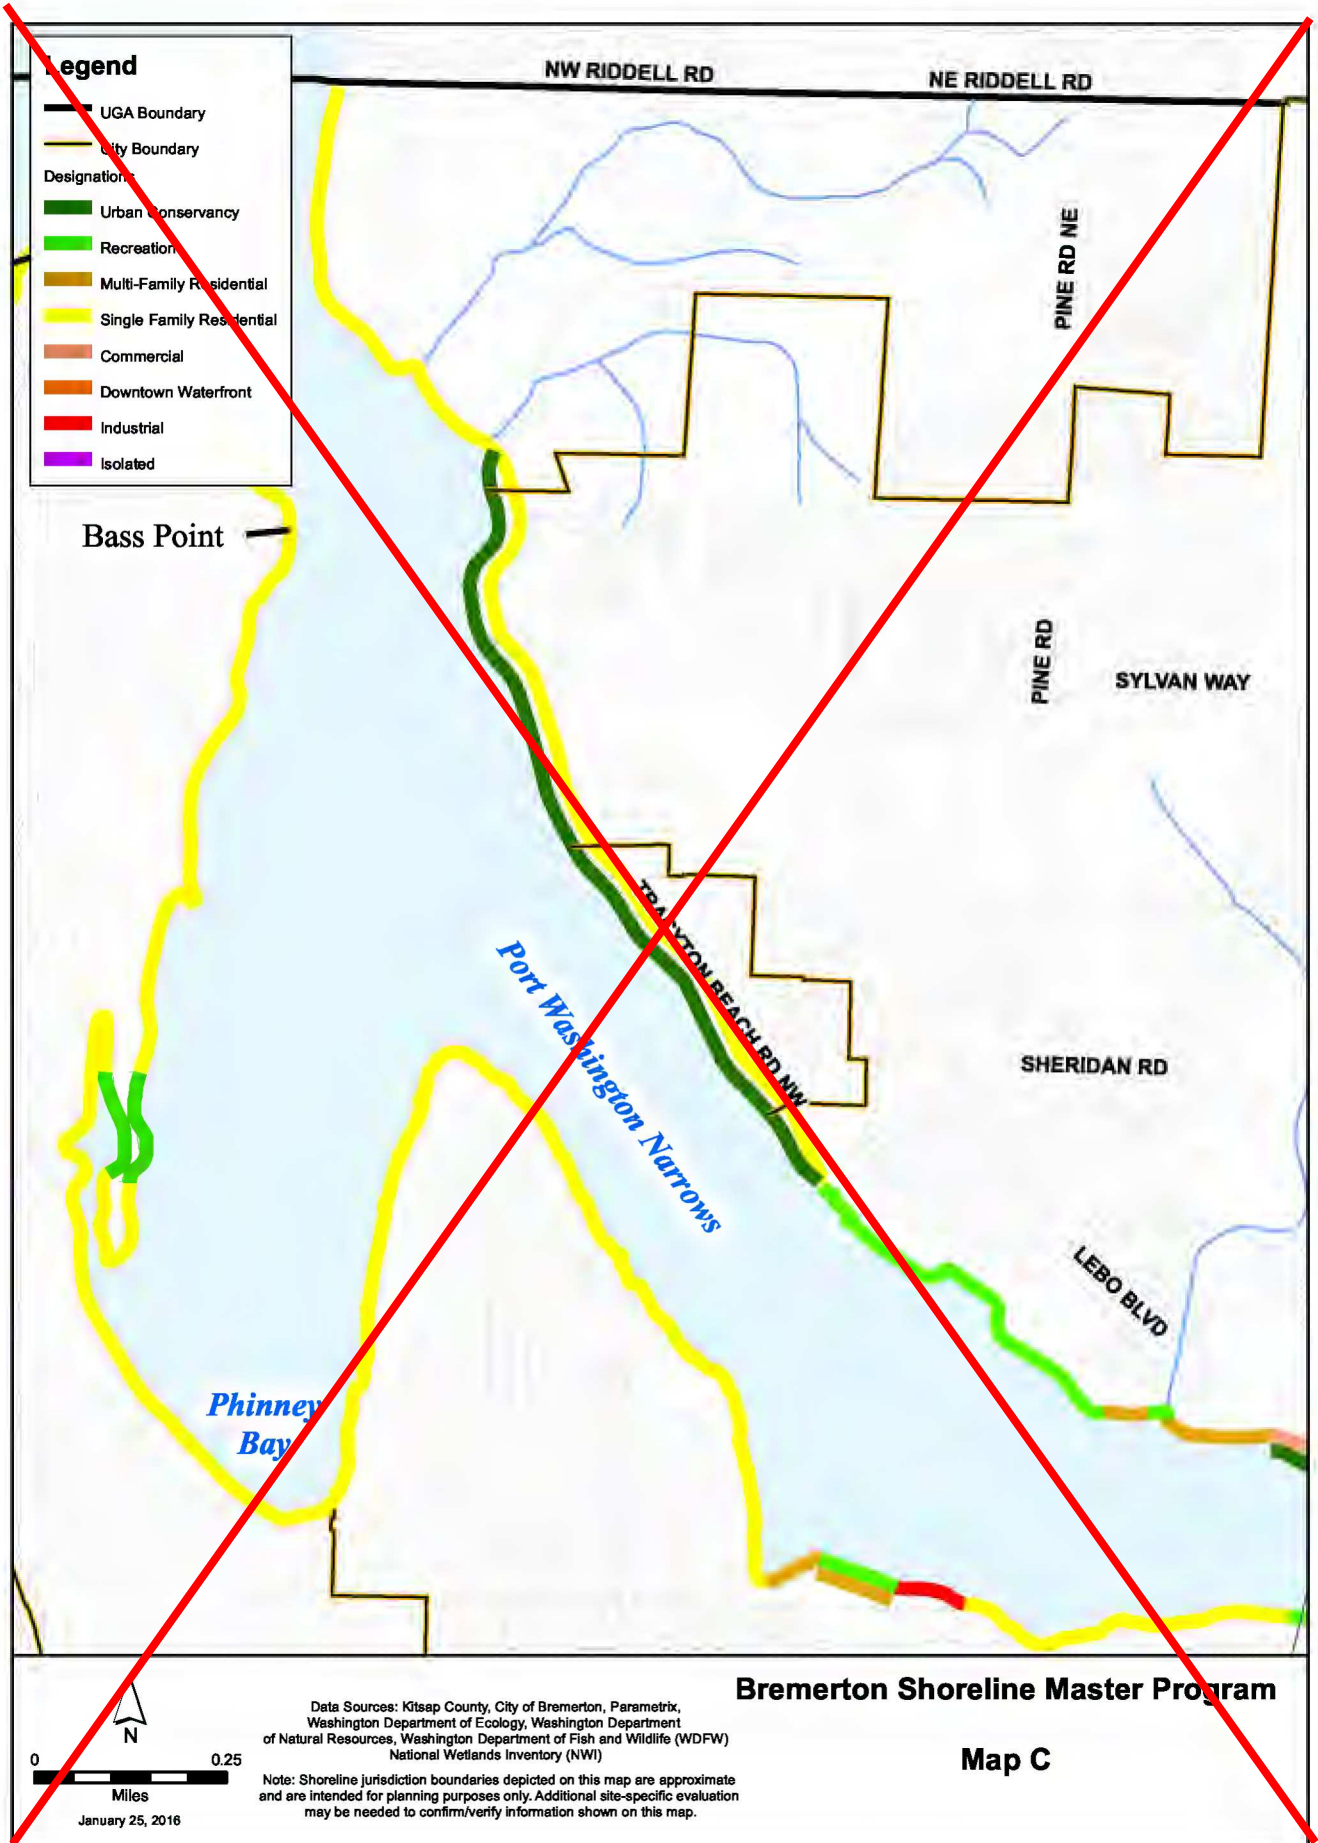 Legend
UGA Boundary
City Boundary
Designations
Urban Conservancy
Recreation
Multi-Family Residential
Single Family Residential
Commercial
Downtown Waterfront
Industrial
Isolated
NW RIDDELL RD
NE RIDDELL RD
PINE RD NE
Bass Point
PINE RD
SYLVAN WAY
TRACYTON BEACH RD NW
Port Washington Narrows
SHERIDAN RD
LEBO BLVD
Phinney
Bay
N
0 0.25
Miles
January 25, 2016
Data Sources: Kitsap County, City of Bremerton, Parametrix,
Washington Department of Ecology, Washington Department
of Natural Resources, Washington Department of Fish and Wildlife (WDFW)
National Wetlands Inventory (NWI)
Note: Shoreline jurisdiction boundaries depicted on this map are approximate
and are intended for planning purposes only. Additional site-specific evaluation
may be needed to confirm/verify information shown on this map.
Bremerton Shoreline Master Program
Map C